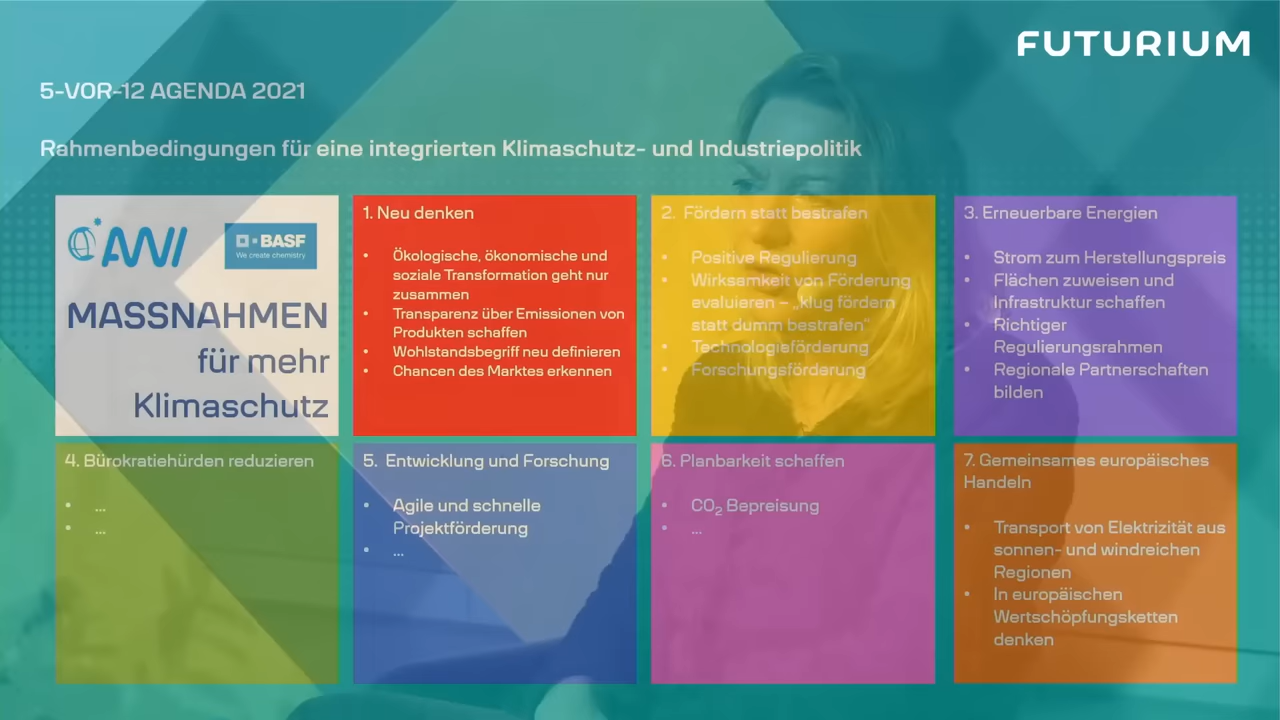 FUTURIUM
5-VOR-12 AGENDA 2021
Rahmenbedingungen für eine integrierten Klimaschutz- und Industriepolitik
AWI
BASF
We create chemistry
MASSNAHMEN
für mehr
Klimaschutz
1. Neu denken
• Ökologische, ökonomische und
soziale Transformation geht nur
zusammen
• Transparenz über Emissionen von
Produkten schaffen
• Wohlstandsbegriff neu definieren
• Chancen des Marktes erkennen
2. Fördern statt bestrafen
• Positive Regulierung
• Wirksamkeit von Förderung
evaluieren – „klug fördern
statt dumm bestrafen“
• Technologieförderung
• Forschungsförderung
3. Erneuerbare Energien
• Strom zum Herstellungspreis
• Flächen zuweisen und
Infrastruktur schaffen
• Richtiger
Regulierungsrahmen
• Regionale Partnerschaften
bilden
4. Bürokratiehürden reduzieren
• ...
• ...
5. Entwicklung und Forschung
• Agile und schnelle
Projektförderung
• ...
6. Planbarkeit schaffen
• CO₂ Bepreisung
• ...
7. Gemeinsames europäisches
Handeln
• Transport von Elektrizität aus
sonnen- und windreichen
Regionen
• In europäischen
Wertschöpfungsketten
denken